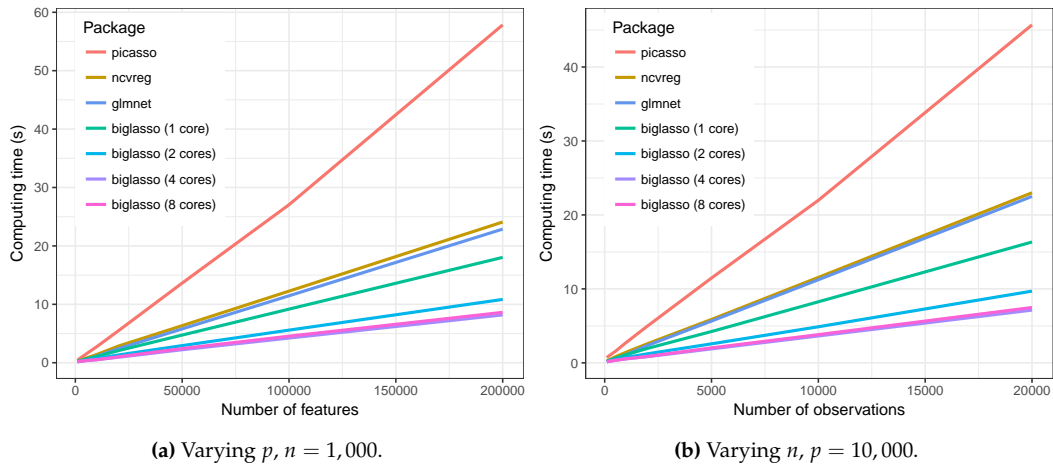 Package
picasso
ncvreg
glmnet
biglasso (1 core)
biglasso (2 cores)
biglasso (4 cores)
biglasso (8 cores)
Computing time (s)
60
50
40
30
20
10
0
0 50000 100000 150000 200000
Number of features
(a) Varying p, n = 1,000.
Package
picasso
ncvreg
glmnet
biglasso (1 core)
biglasso (2 cores)
biglasso (4 cores)
biglasso (8 cores)
Computing time (s)
40
30
20
10
0
0 5000 10000 15000 20000
Number of observations
(b) Varying n, p = 10,000.